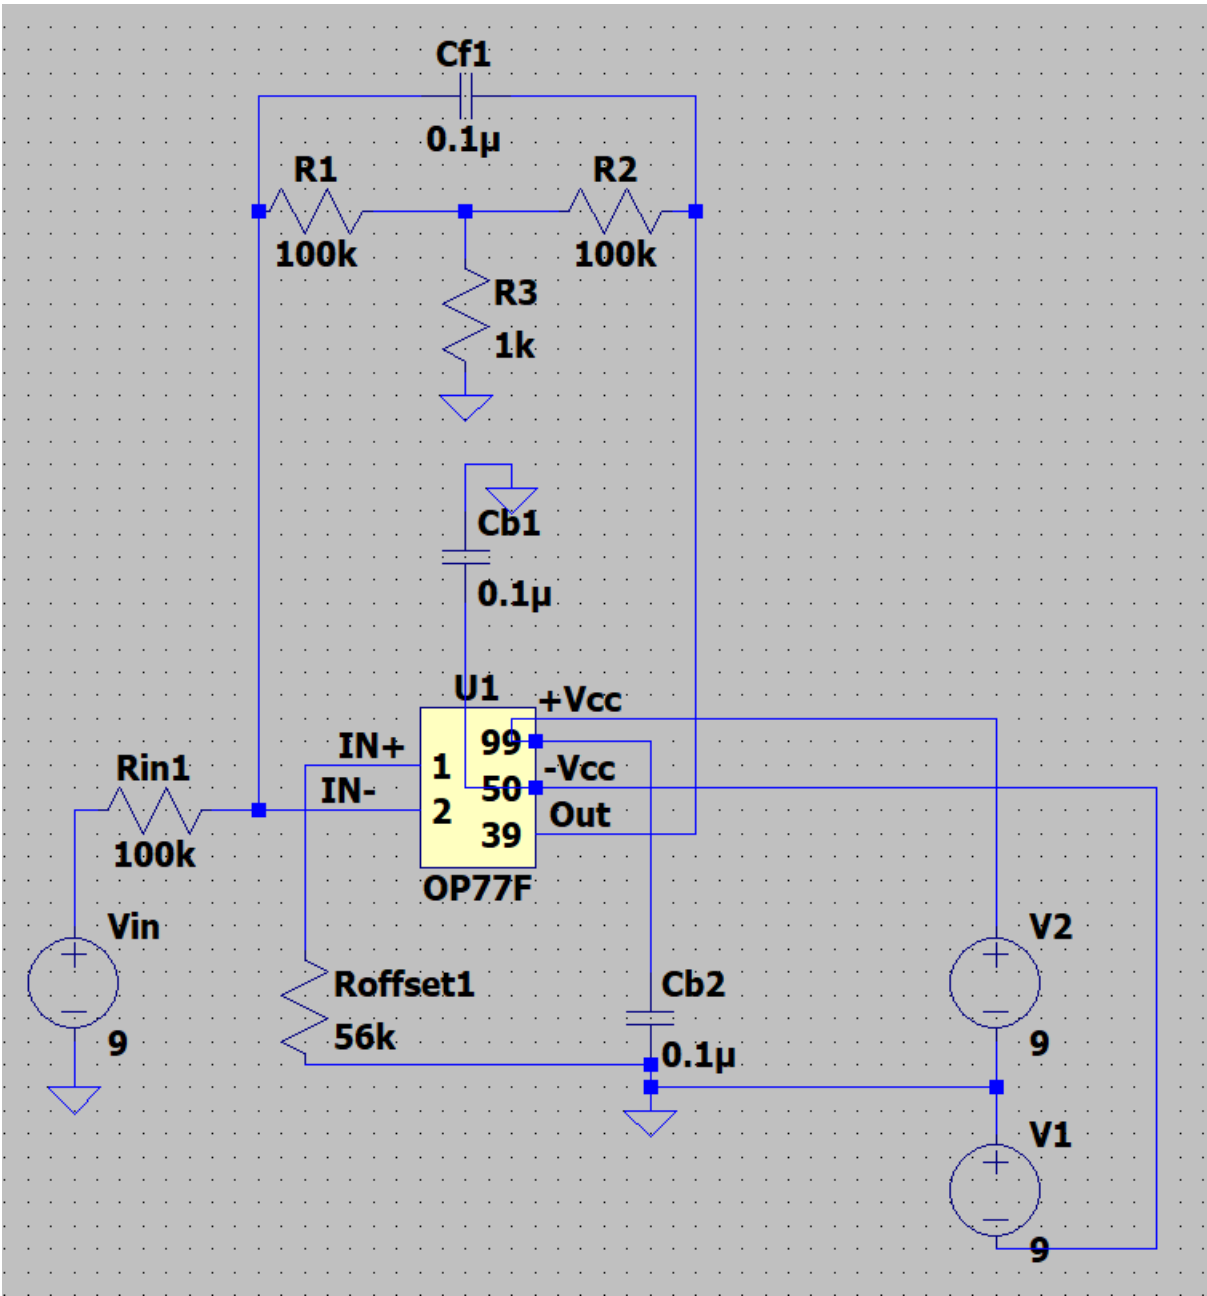 Cf1
0.1µ
R1
R2
100k
100k
R3
1k
Cb1
0.1µ
U1
+Vcc
99
IN+
-Vcc
Rin1
1
50
IN-
Out
2
39
100k
OP77F
Vin
V2
Roffset1
Cb2
56k
9
9
0.1µ
V1
9